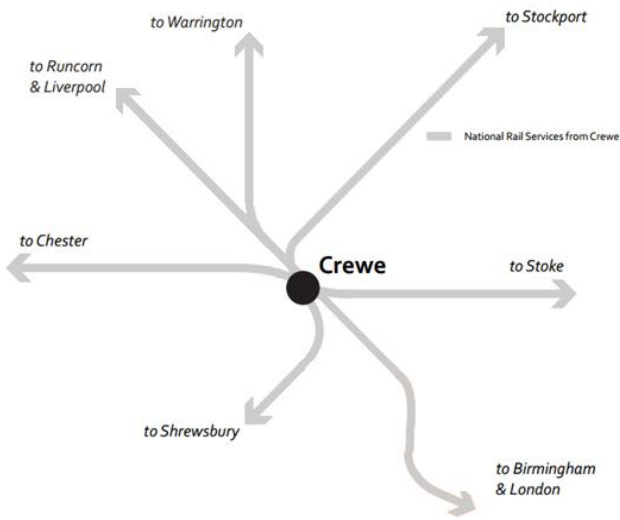 to Stockport
to Warrington
to Runcorn
& Liverpool
National Rail Services from Crewe
to Chester
Crewe
to Stoke
to Shrewsbury
to Birmingham
& London